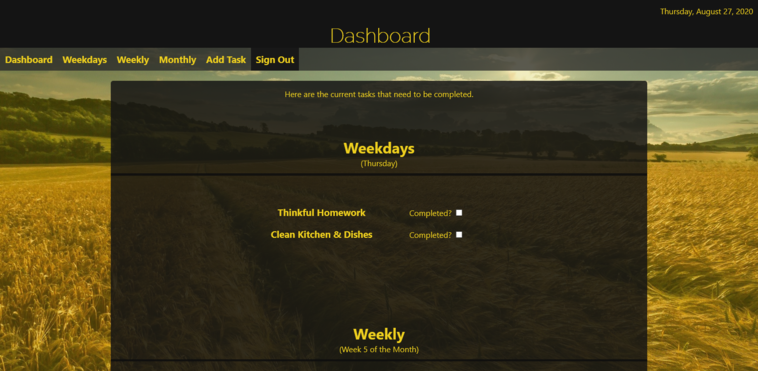 Thursday, August 27, 2020
Dashboard
Dashboard Weekdays Weekly Monthly Add Task Sign Out
Here are the current tasks that need to be completed.
Weekdays
(Thursday)
Thinkful Homework Completed?
Clean Kitchen & Dishes Completed?
Weekly
(Week 5 of the Month)